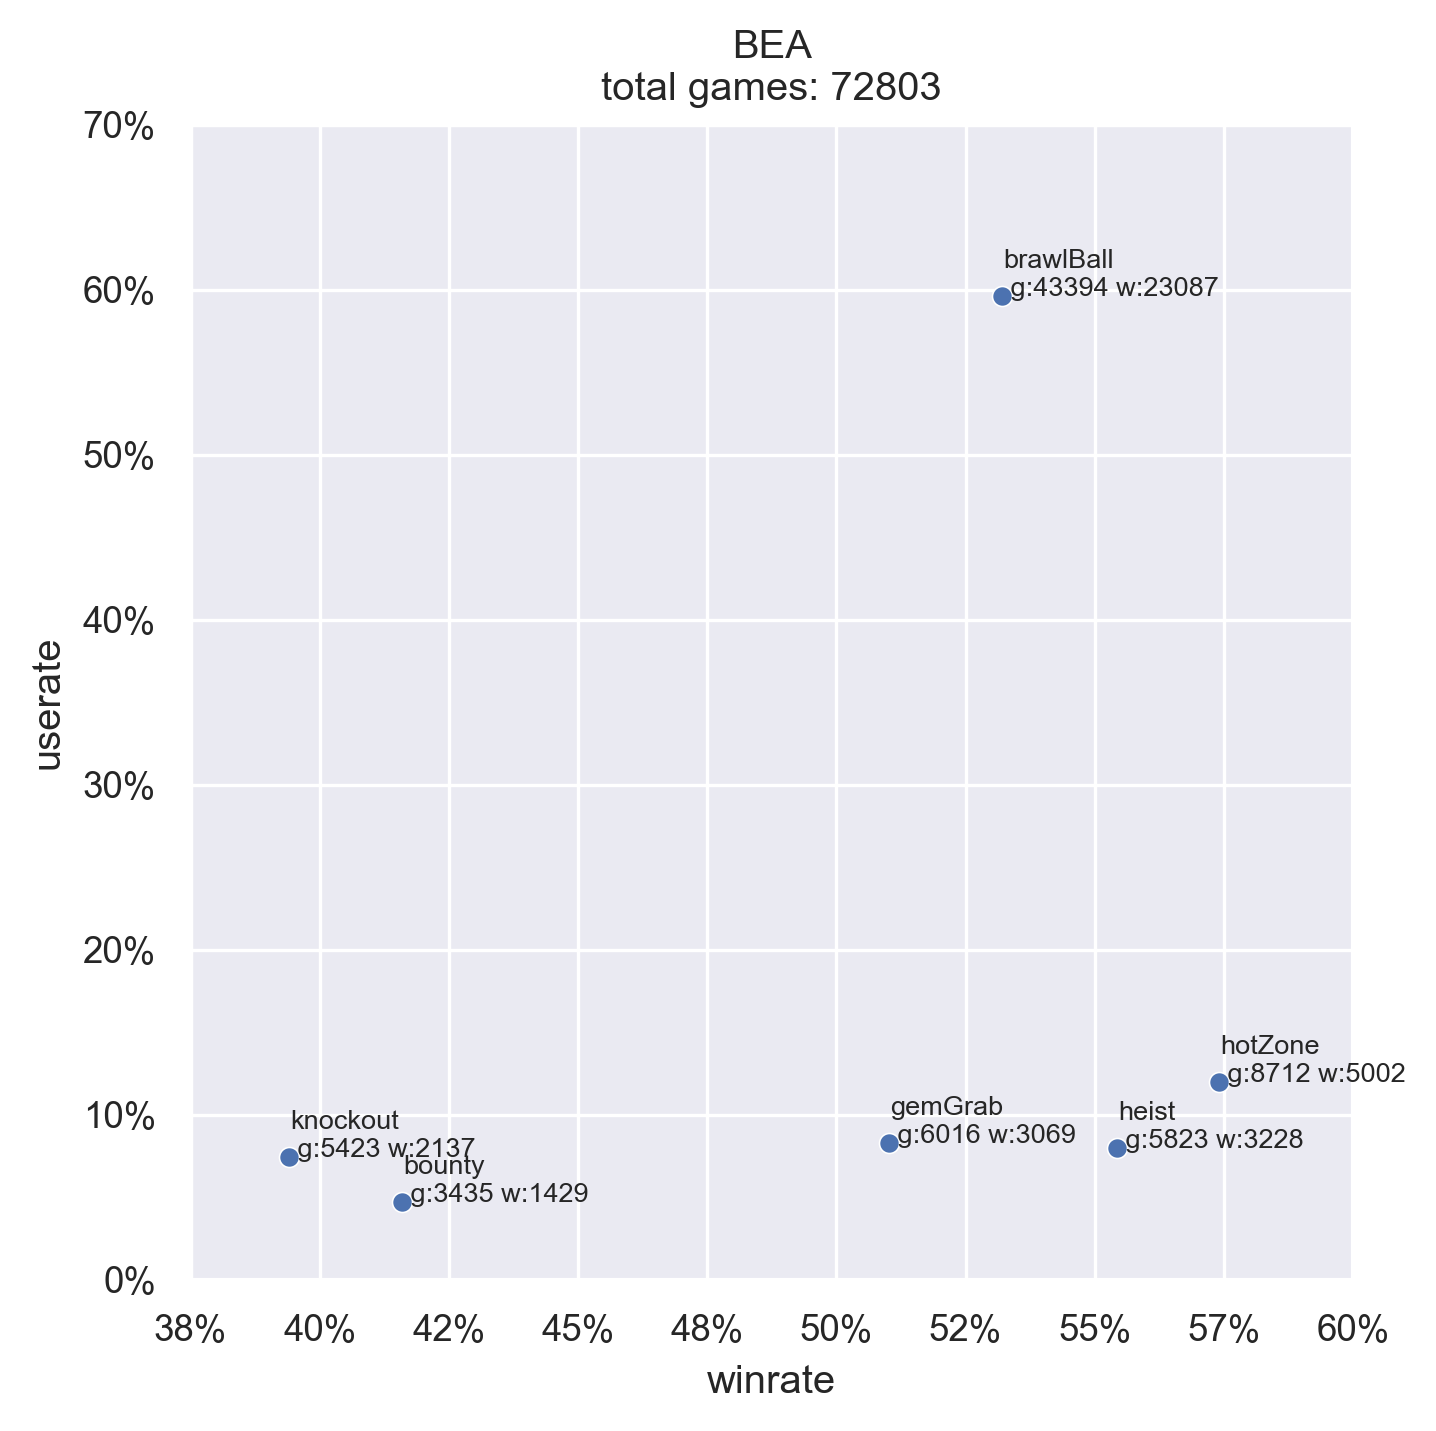 BEA
total games: 72803
70%
60%
50%
40%
30%
20%
10%
0%
userate
brawlBall
g:43394 w:23087
hotZone
g:8712 w:5002
gemGrab
g:6016 w:3069
heist
g:5823 w:3228
knockout
g:5423 w:2137
bounty
g:3435 w:1429
38% 40% 42% 45% 48% 50% 52% 55% 57% 60%
winrate